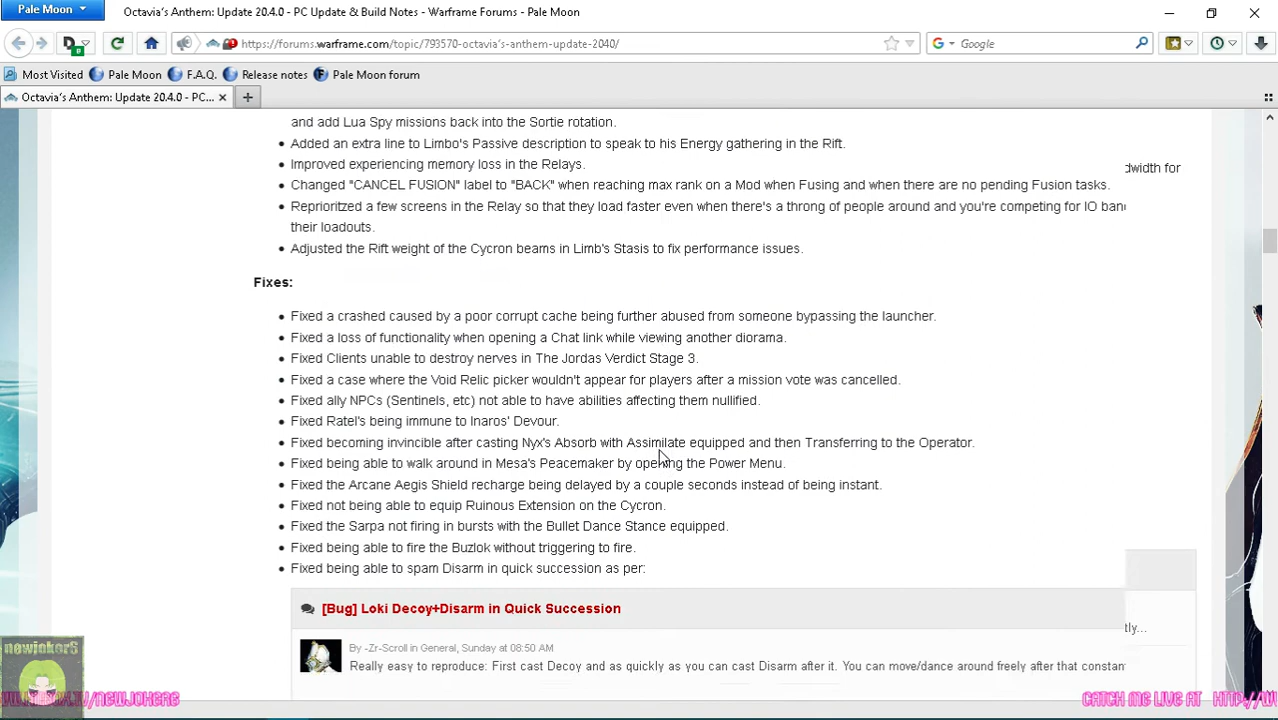 Pale Moon
Octavia's Anthem: Update 20.4.0 - PC Update & Build Notes - Warframe Forums - Pale Moon
https://forums.warframe.com/topic/793570-octavia's-anthem-update-2040/
Google
Most Visited Pale Moon F.A.Q. Release notes Pale Moon forum
Octavia's Anthem: Update 20.4.0 - PC...
and add Lua Spy missions back into the Sortie rotation.
Added an extra line to Limbo's Passive description to speak to his Energy gathering in the Rift.
Improved experiencing memory loss in the Relays.
Changed "CANCEL FUSION" label to "BACK" when reaching max rank on a Mod when Fusing and when there are no pending Fusion tasks.
Repriorityzed a few screens in the Relay so that they load faster even when there's a throng of people around and you're competing for IO bandwidth for
their loadouts.
Adjusted the Rift weight of the Cycron beams in Limb's Stasis to fix performance issues.
Fixes:
Fixed a crashed caused by a poor corrupt cache being further abused from someone bypassing the launcher.
Fixed a loss of functionality when opening a Chat link while viewing another diorama.
Fixed Clients unable to destroy nerves in The Jordas Verdict Stage 3.
Fixed a case where the Void Relic picker wouldn't appear for players after a mission vote was cancelled.
Fixed ally NPCs (Sentinels, etc) not able to have abilities affecting them nullified.
Fixed Ratel's being immune to Inaros' Devour.
Fixed becoming invincible after casting Nyx's Absorb with Assimilate equipped and then Transferring to the Operator.
Fixed being able to walk around in Mesa's Peacemaker by opening the Power Menu.
Fixed the Arcane Aegis Shield recharge being delayed by a couple seconds instead of being instant.
Fixed not being able to equip Ruinous Extension on the Cycron.
Fixed the Sarpa not firing in bursts with the Bullet Dance Stance equipped.
Fixed being able to fire the Buzlok without triggering to fire.
Fixed being able to spam Disarm in quick succession as per:
[Bug] Loki Decoy+Disarm in Quick Succession
By -Zr-Scroll in General, Sunday at 08:50 AM
tly...
Really easy to reproduce: First cast Decoy and as quickly as you can cast Disarm after it. You can move/dance around freely after that constan
newjoker5
CATCH ME LIVE AT